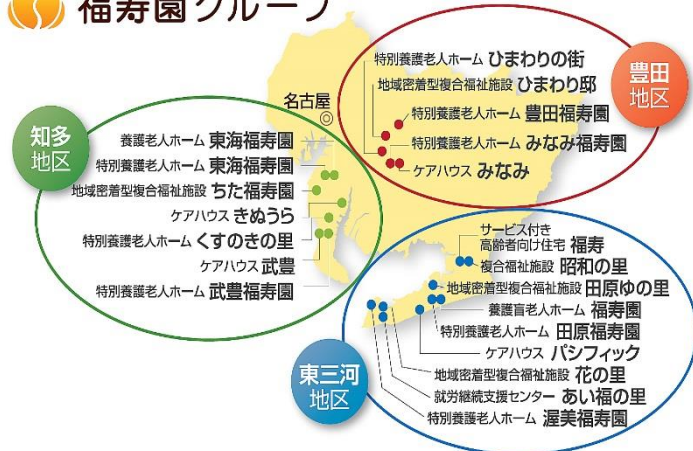 福寿園グループ
名古屋
知多
地区
養護老人ホーム 東海福寿園
特別養護老人ホーム 東海福寿園
地域密着型複合福祉施設 ちた福寿園
ケアハウス きぬうら
特別養護老人ホーム くすのきの里
ケアハウス 武豊
特別養護老人ホーム 武豊福寿園
豊田
地区
特別養護老人ホーム ひまわりの街
地域密着型複合福祉施設 ひまわり邸
特別養護老人ホーム 豊田福寿園
特別養護老人ホーム みなみ福寿園
ケアハウス みなみ
東三河
地区
サービス付き
高齢者向け住宅 福寿
複合福祉施設 昭和の里
地域密着型複合福祉施設 田原ゆの里
養護盲老人ホーム 福寿園
特別養護老人ホーム 田原福寿園
ケアハウス パシフィック
地域密着型複合福祉施設 花の里
就労継続支援センター あい福の里
特別養護老人ホーム 渥美福寿園